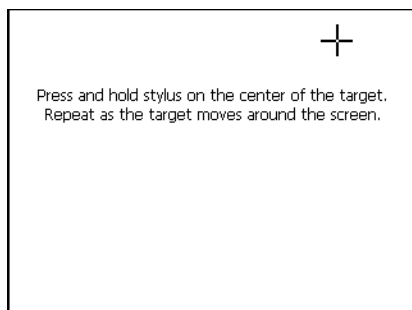 Press and hold stylus on the center of the target.
Repeat as the target moves around the screen.